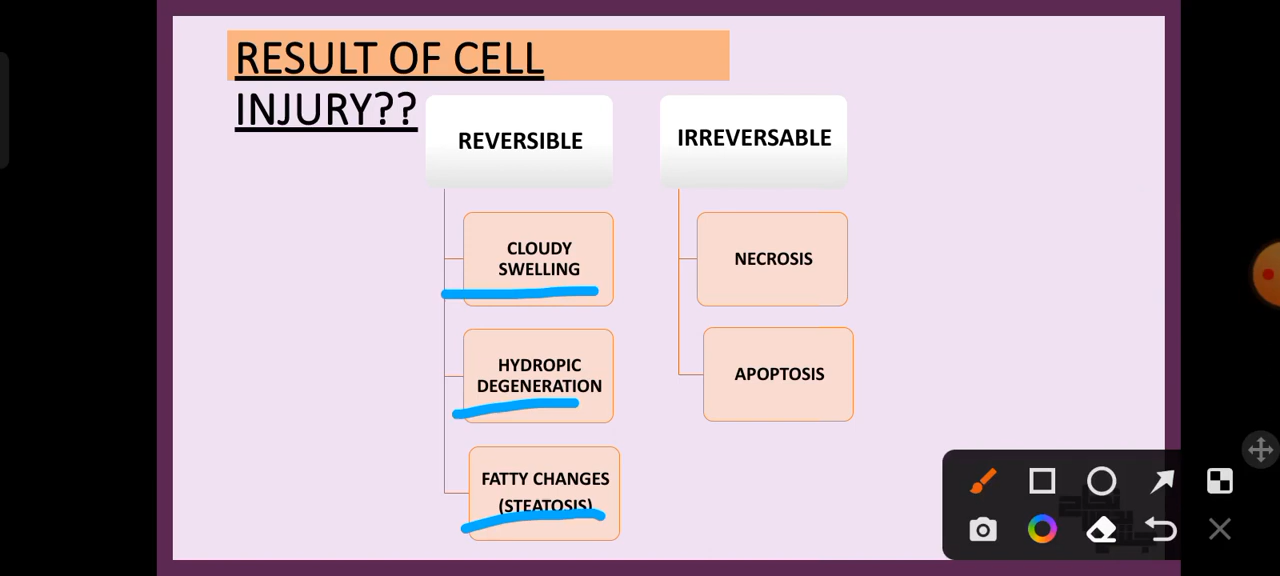 RESULT OF CELL
INJURY??
REVERSIBLE
CLOUDY
SWELLING
HYDROPIC
DEGENERATION
FATTY CHANGES
(STEATOSIS)
IRREVERSABLE
NECROSIS
APOPTOSIS